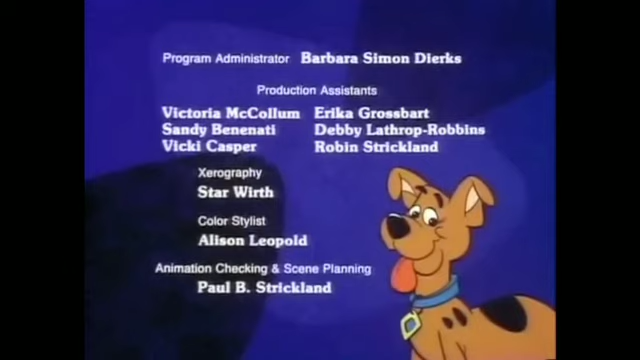 Program Administrator Barbara Simon Dierks
Production Assistants
Victoria McCollum Erika Grossbart
Sandy Benenati Debby Lathrop-Robbins
Vicki Casper Robin Strickland
Xerography
Star Wirth
Color Stylist
Alison Leopold
Animation Checking & Scene Planning
Paul B. Strickland